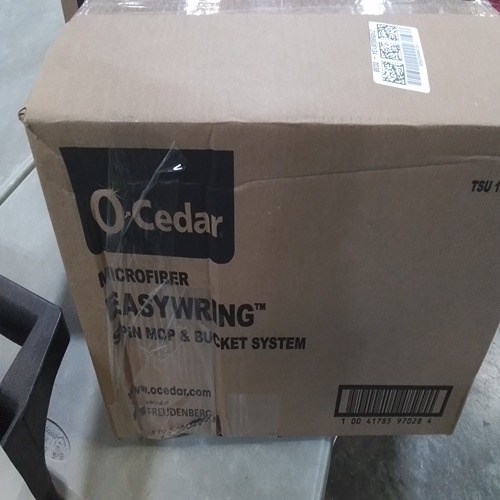 TSU 1
O-Cedar
MICROFIBER
EASYWRING™
SPIN MOP & BUCKET SYSTEM
www.ocedar.com
FREUDENBERG
1 00 41785 97028 4